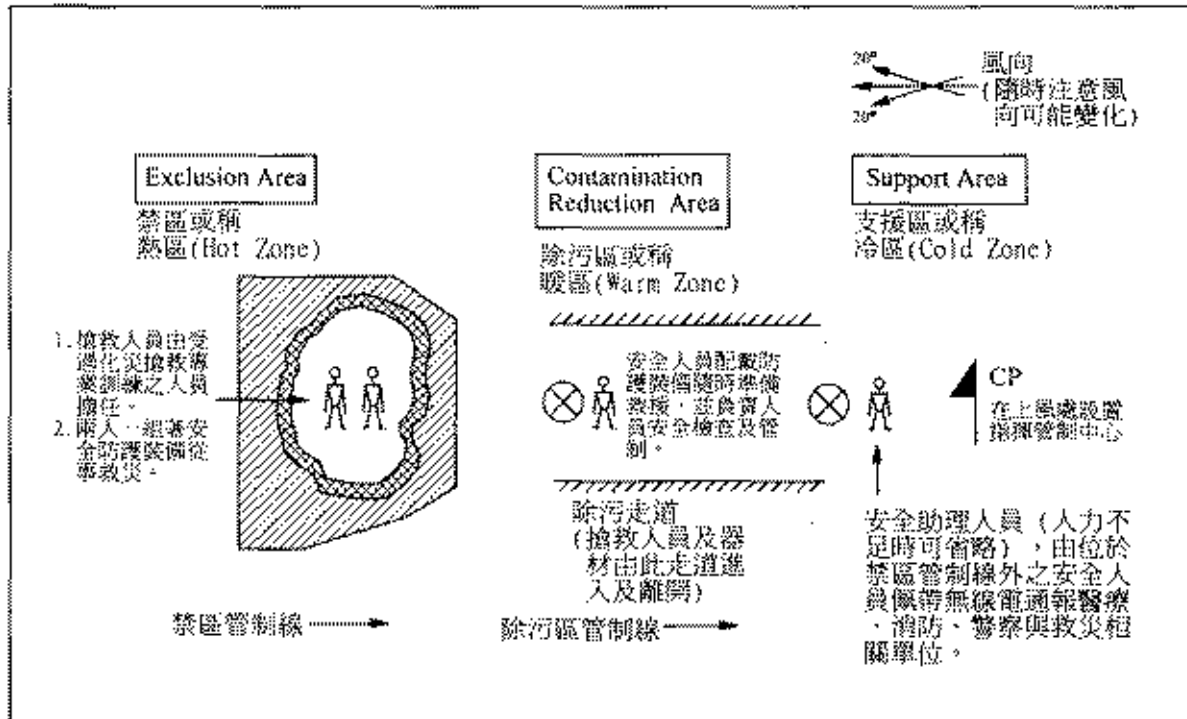 20°
20°
風向
(隨時注意風
向可能變化)
Exclusion Area
禁區或稱
熱區(Hot Zone)
Contamination
Reduction Area
除污區或稱
暖區(Warm Zone)
Support Area
支援區或稱
冷區(Cold Zone)
1.搶救人員由受
過化災搶救專
業訓練之人員
擔任。
2.兩人一組著安
全防護裝備從
事救災。
安全人員配戴防
護裝備隨時準備
救援，並負責人
員安全檢查及管
制。
CP
在上風處設置
指揮管制中心
除污走道
(搶救人員及器
材由此走道進
入及離開)
安全助理人員（人力不
足時可省略），由位於
禁區管制線外之安全人
員佩帶無線電通報醫療
、消防、警察與救災相
關單位。
禁區管制線
除污區管制線